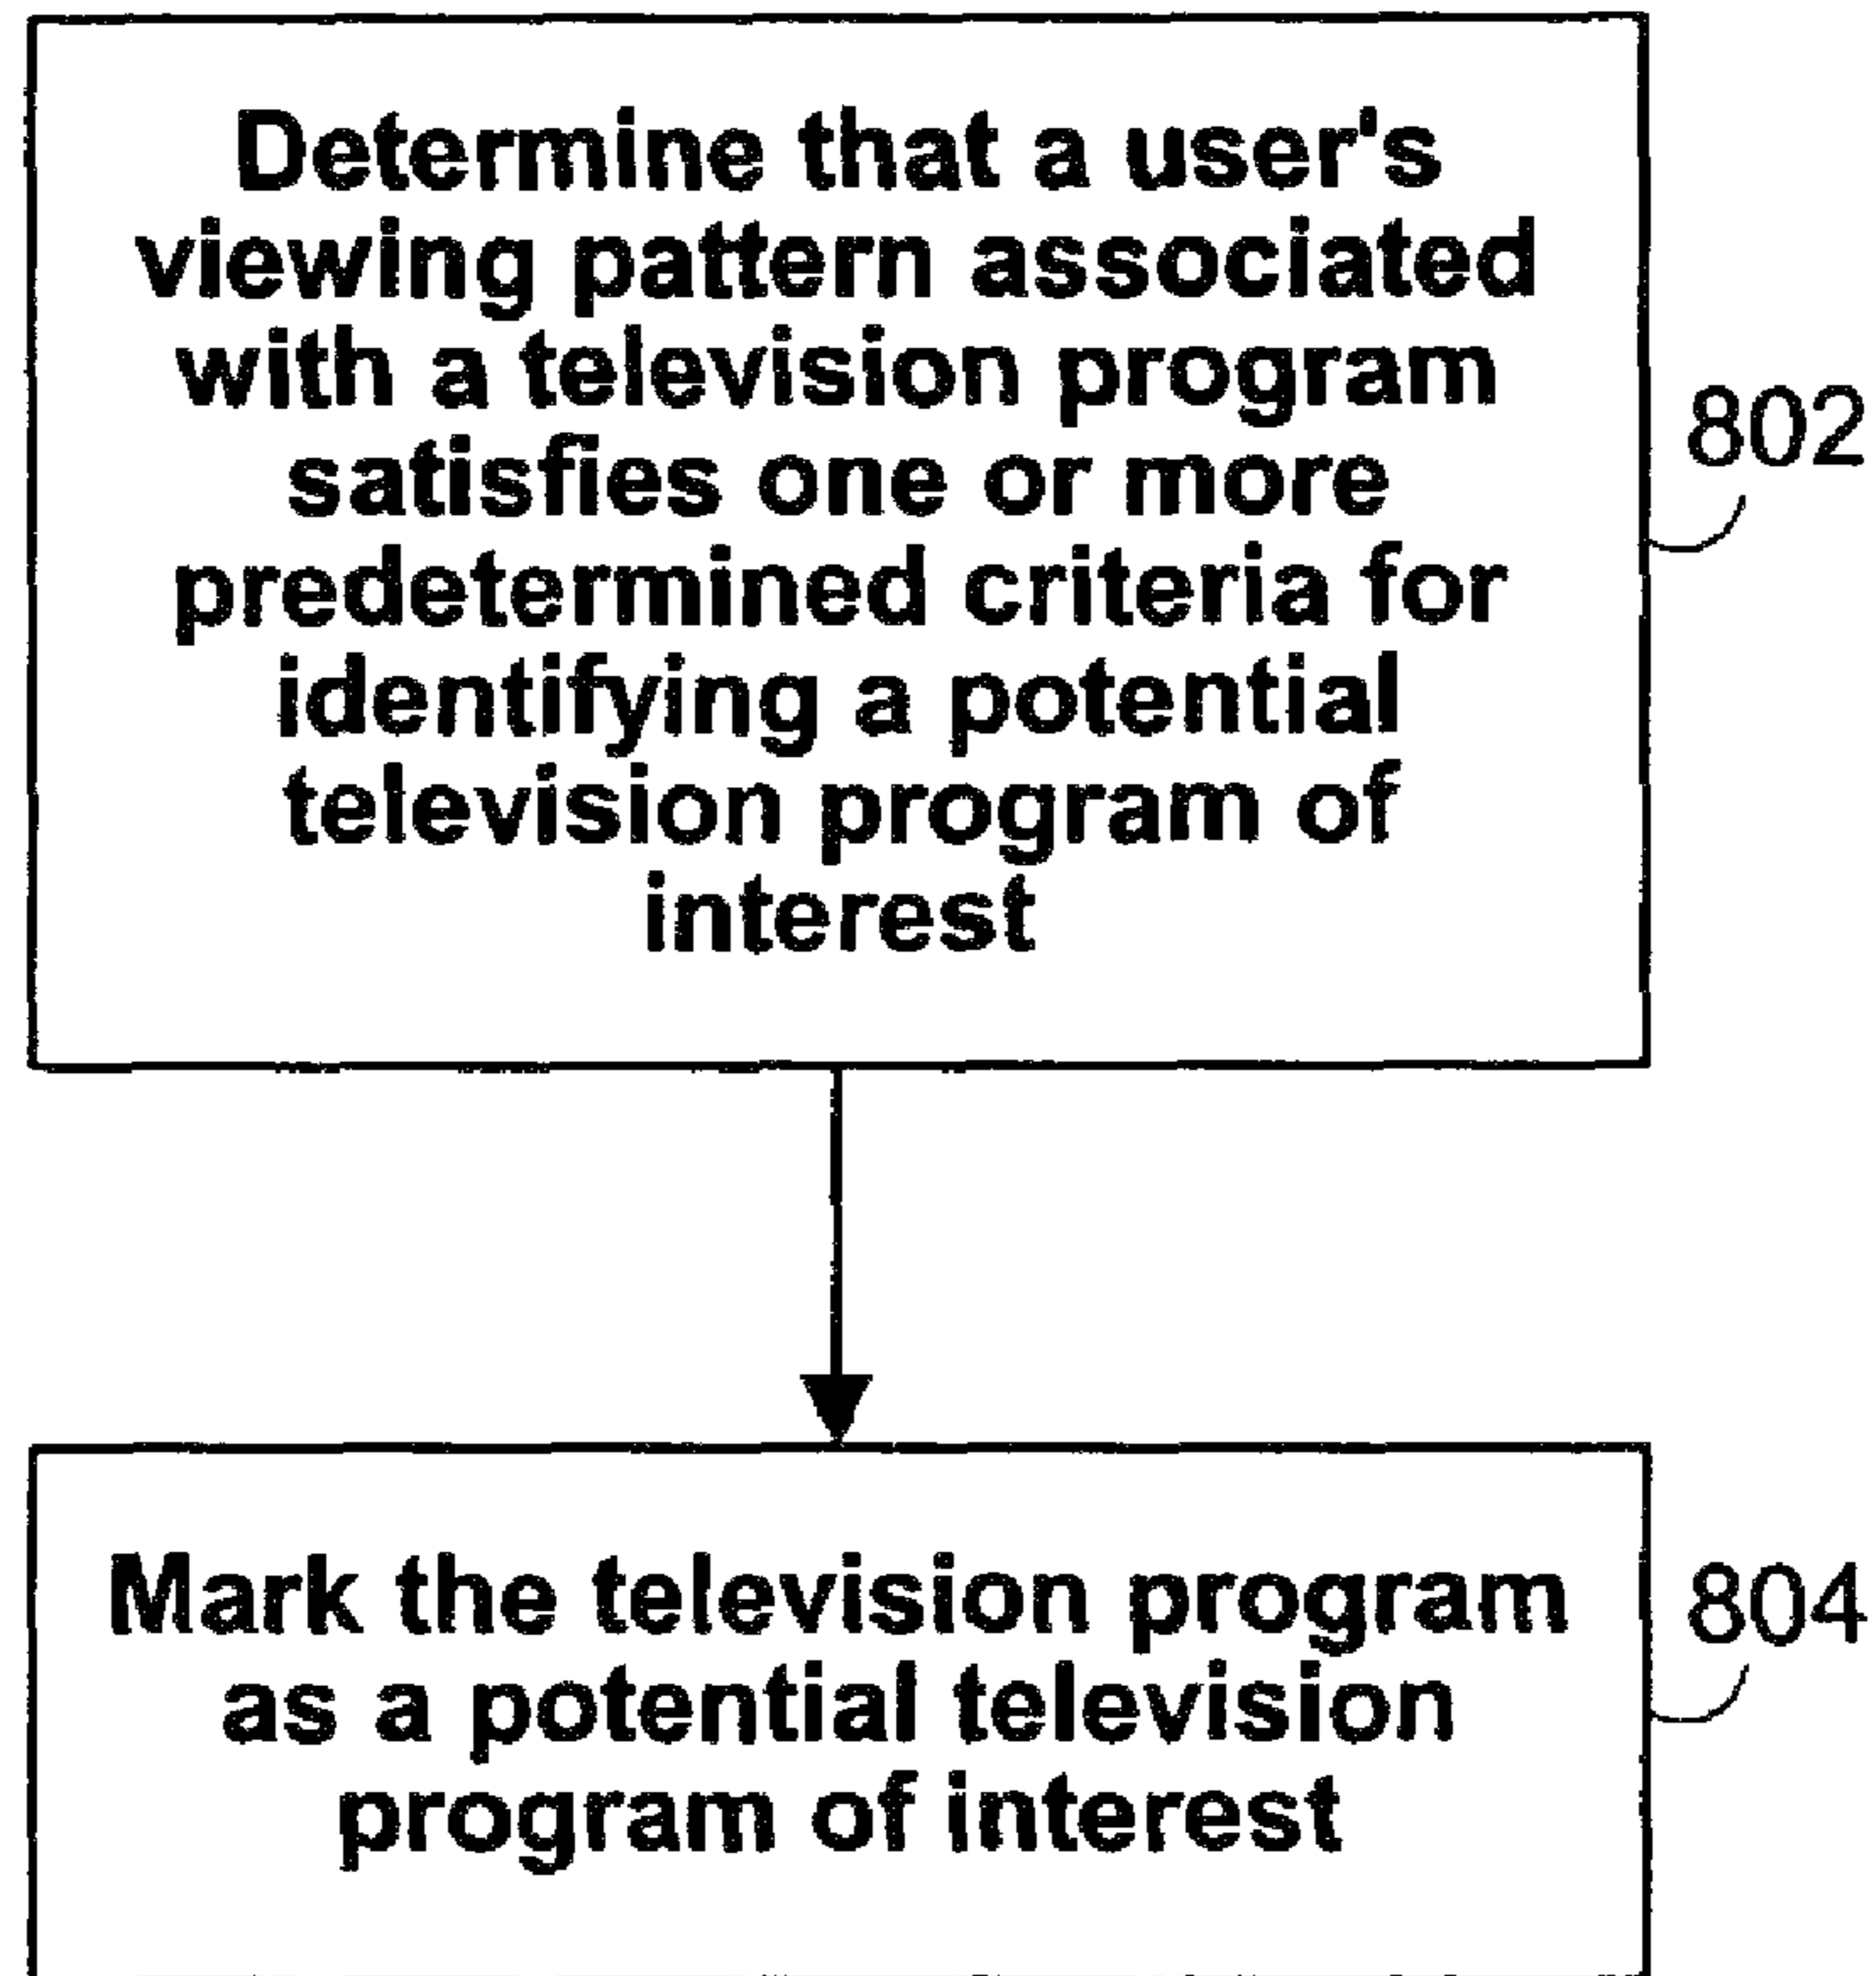 Determine that a user's
viewing pattern associated
with a television program
satisfies one or more
predetermined criteria for
identifying a potential
television program of
interest
802
Mark the television program
as a potential television
program of interest
804